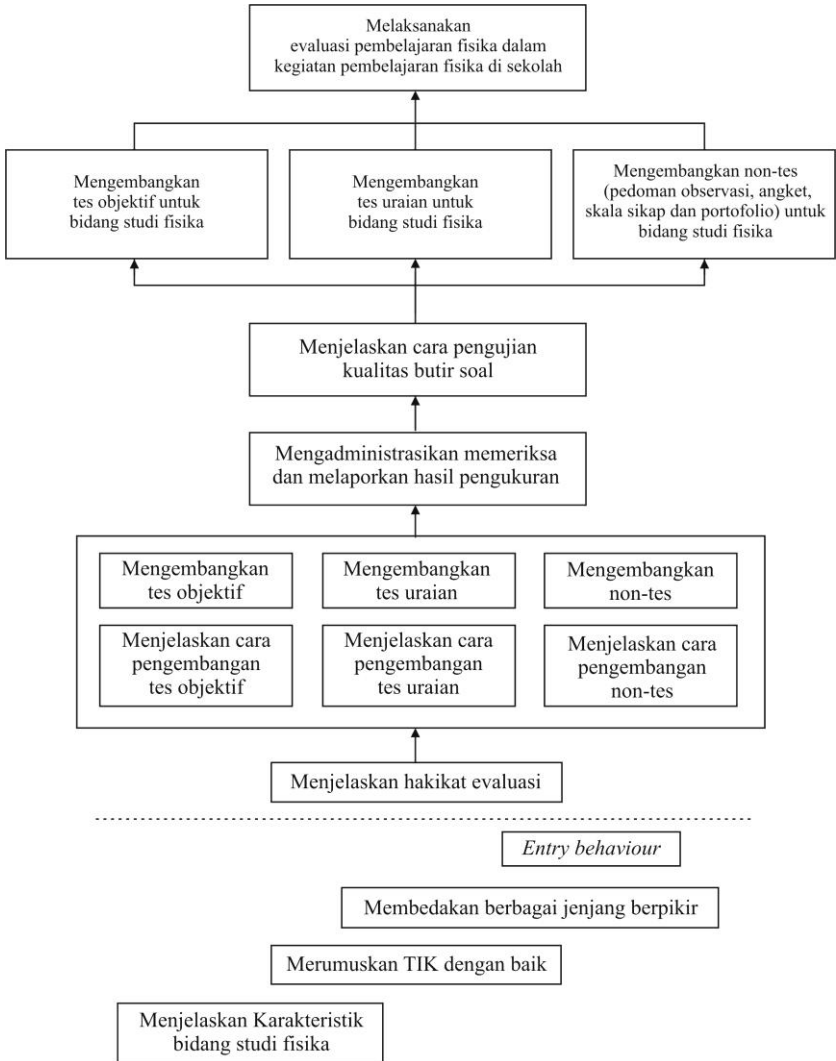 Melaksanakan
evaluasi pembelajaran fisika dalam
kegiatan pembelajaran fisika di sekolah
Mengembangkan
tes objektif untuk
bidang studi fisika
Mengembangkan
tes uraian untuk
bidang studi fisika
Mengembangkan non-tes
(pedoman observasi, angket,
skala sikap dan portofolio) untuk
bidang studi fisika
Menjelaskan cara pengujian
kualitas butir soal
Mengadministrasikan memeriksa
dan melaporkan hasil pengukuran
Mengembangkan
tes objektif
Mengembangkan
tes uraian
Mengembangkan
non-tes
Menjelaskan cara
pengembangan
tes objektif
Menjelaskan cara
pengembangan
tes uraian
Menjelaskan cara
pengembangan
non-tes
Menjelaskan hakikat evaluasi
Entry behaviour
Membedakan berbagai jenjang berpikir
Merumuskan TIK dengan baik
Menjelaskan Karakteristik
bidang studi fisika